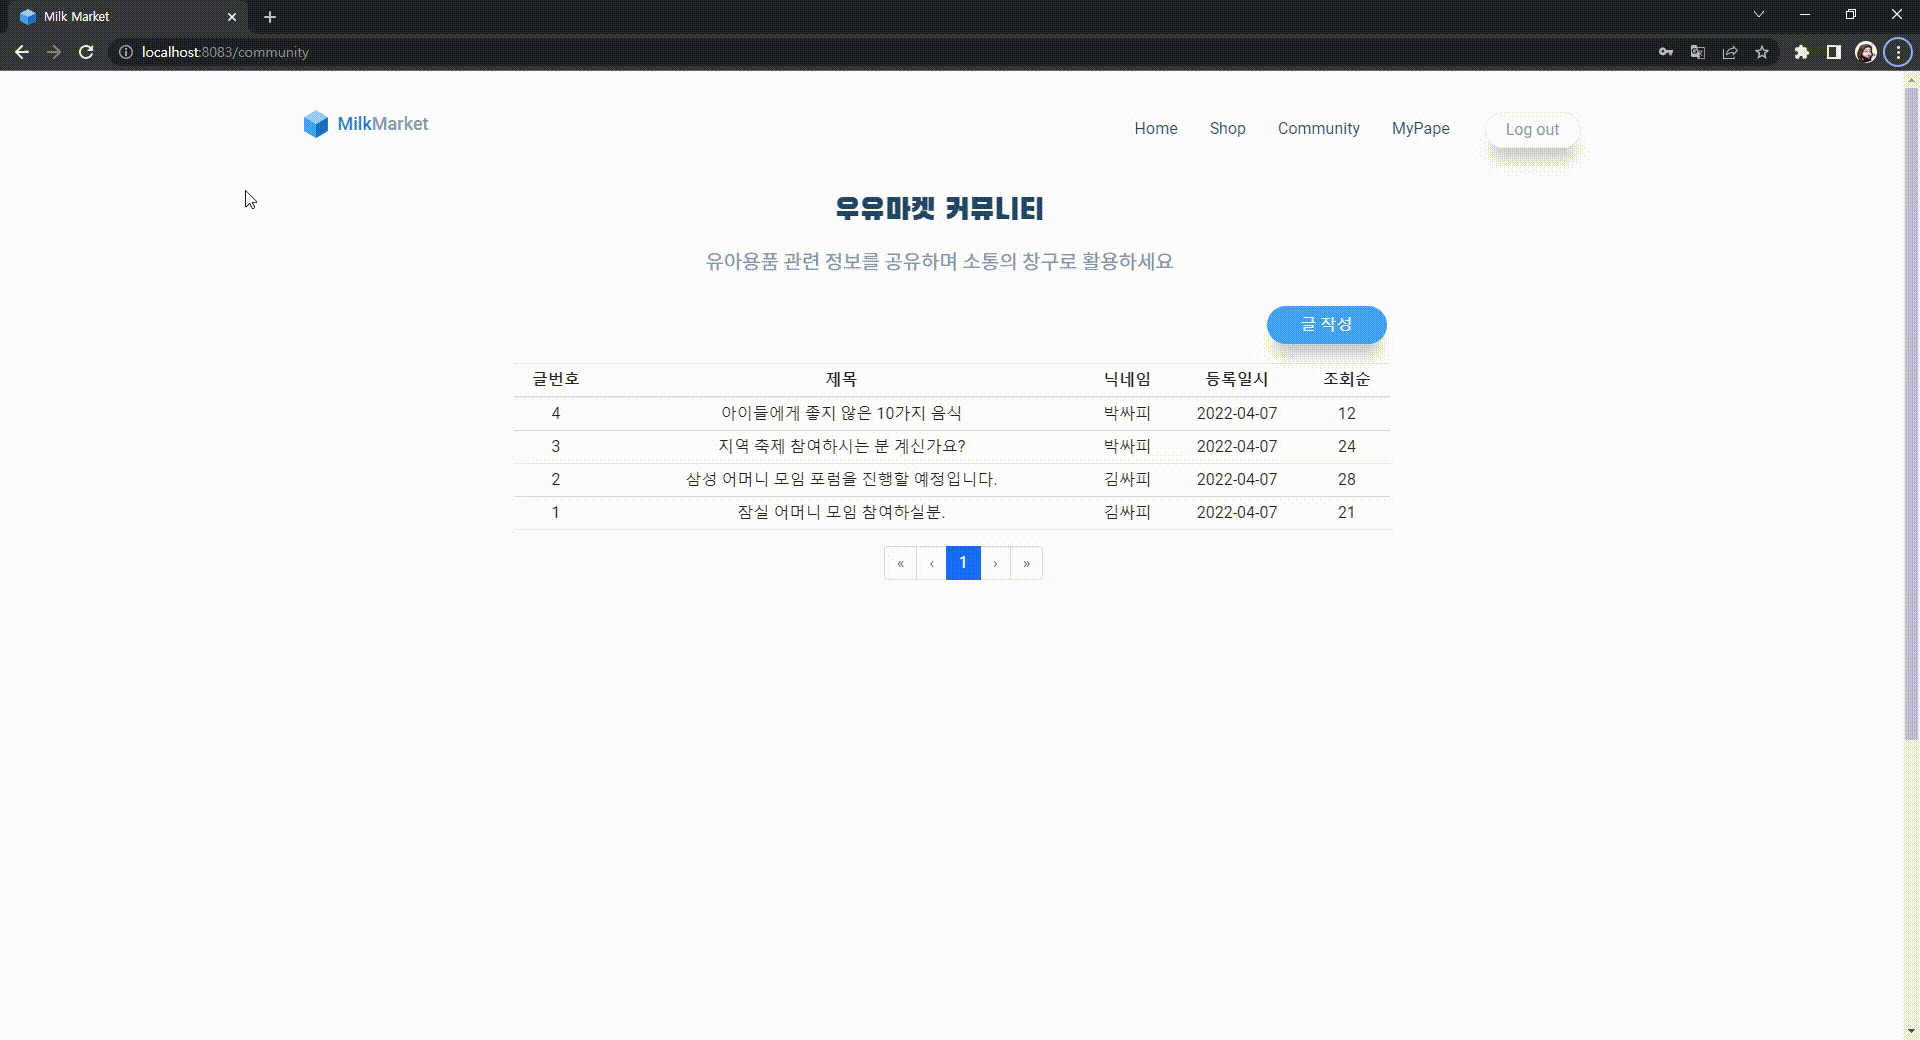 Milk Market
localhost:8083/community
MilkMarket
Home Shop Community MyPape Log out
우유마켓 커뮤니티
유아용품 관련 정보를 공유하며 소통의 창구로 활용하세요
글 작성
글번호 제목 닉네임 등록일시 조회순
4 아이들에게 좋지 않은 10가지 음식 박싸피 2022-04-07 12
3 지역 축제 참여하시는 분 계신가요? 박싸피 2022-04-07 24
2 삼성 어머니 모임 포럼을 진행할 예정입니다. 김싸피 2022-04-07 28
1 잠실 어머니 모임 참여하실분. 김싸피 2022-04-07 21
« ‹ 1 › »